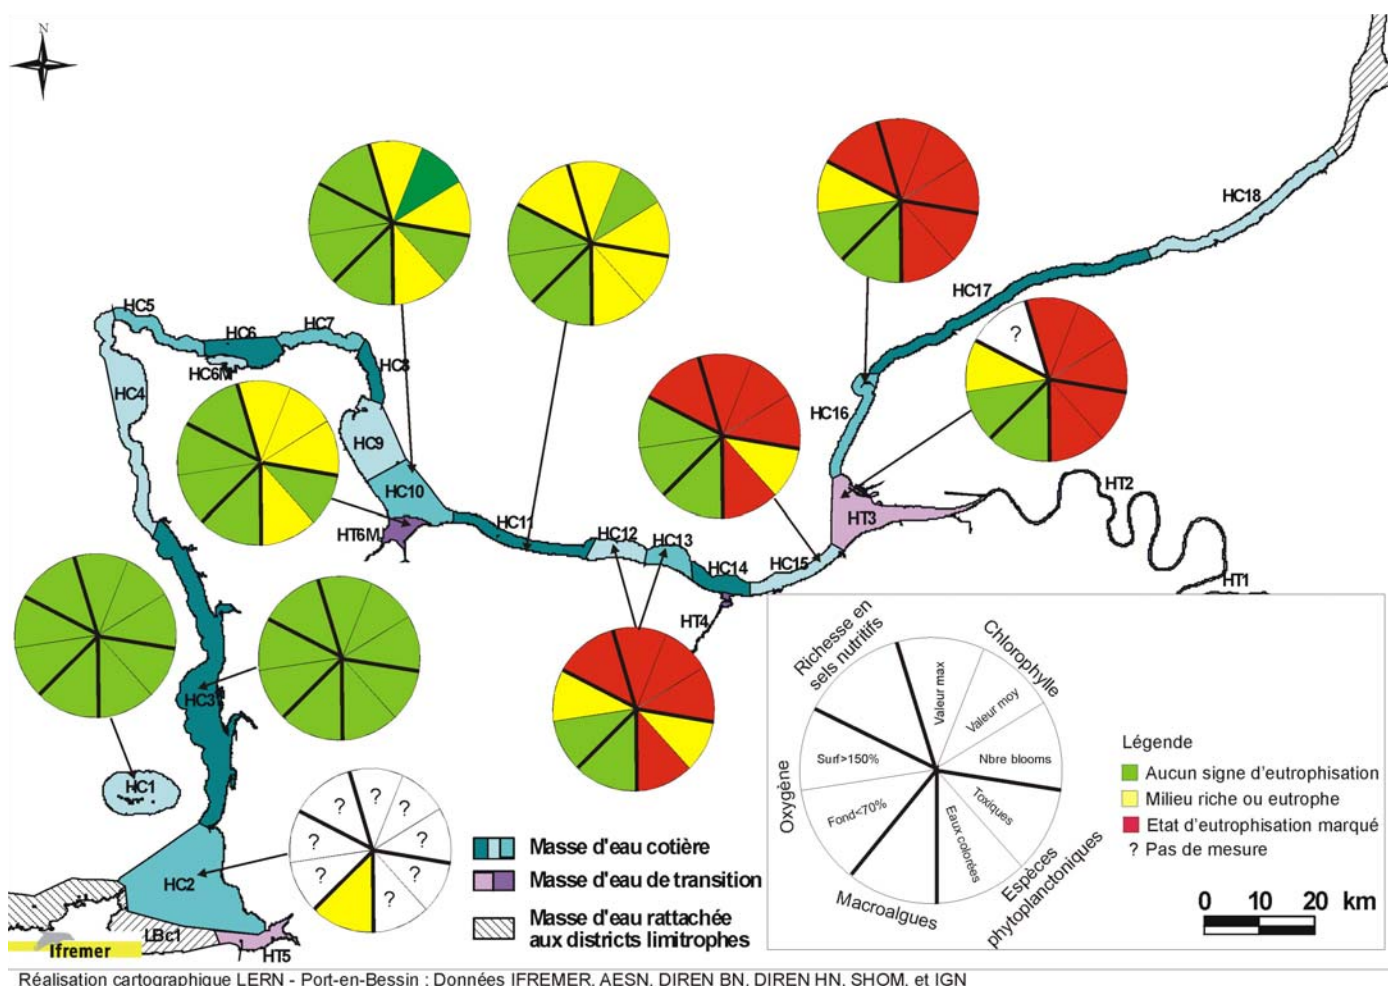 N
HC18
HC17
HC5
HC6
HC7
HC6M
HC8
HC4
HC9
HC16
HC10
HT2
HT3
HT6M
HC11
HC12
HC13
HC14
HC15
HT1
HT4
HC3
HC1
HC2
LBc1
HT5
?
?
?
?
?
?
?
?
?
Masse d'eau cotière
Masse d'eau de transition
Masse d'eau rattachée
aux districts limitrophes
Richesse en
sels nutritifs
Chlorophylle
Valeur max
Valeur moy
Nbre blooms
Surf>150%
Fond<70%
Oxygène
Toxiques
Eaux colorées
Macroalgues
Espèces
phytoplanctoniques
Légende
Aucun signe d'eutrophisation
Milieu riche ou eutrophe
Etat d'eutrophisation marqué
? Pas de mesure
0 10 20 km
Ifremer
Réalisation cartographique LERN - Port-en-Bessin : Données IFREMER, AESN, DIREN BN, DIREN HN, SHOM, et IGN